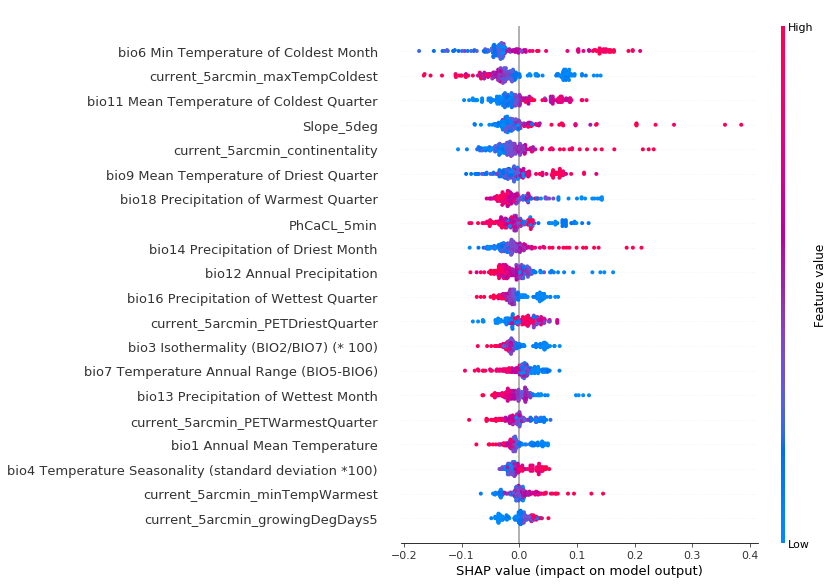 High
bio6 Min Temperature of Coldest Month
current_5arcmin_maxTempColdest
bio11 Mean Temperature of Coldest Quarter
Slope_5deg
current_5arcmin_continentality
bio9 Mean Temperature of Driest Quarter
bio18 Precipitation of Warmest Quarter
PhCaCL_5min
bio14 Precipitation of Driest Month
bio12 Annual Precipitation
bio16 Precipitation of Wettest Quarter
current_5arcmin_PETDriestQuarter
bio3 Isothermality (BIO2/BIO7) (* 100)
bio7 Temperature Annual Range (BIO5-BIO6)
bio13 Precipitation of Wettest Month
current_5arcmin_PETWarmestQuarter
bio1 Annual Mean Temperature
bio4 Temperature Seasonality (standard deviation *100)
current_5arcmin_minTempWarmest
current_5arcmin_growingDegDays5
Feature value
Low
−0.2 −0.1 0.0 0.1 0.2 0.3 0.4
SHAP value (impact on model output)